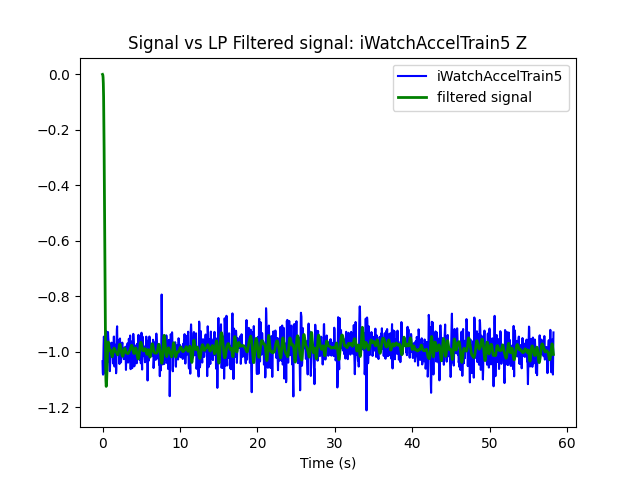 Signal vs LP Filtered signal: iWatchAccelTrain5 Z
iWatchAccelTrain5
filtered signal
0.0
−0.2
−0.4
−0.6
−0.8
−1.0
−1.2
0 10 20 30 40 50 60
Time (s)